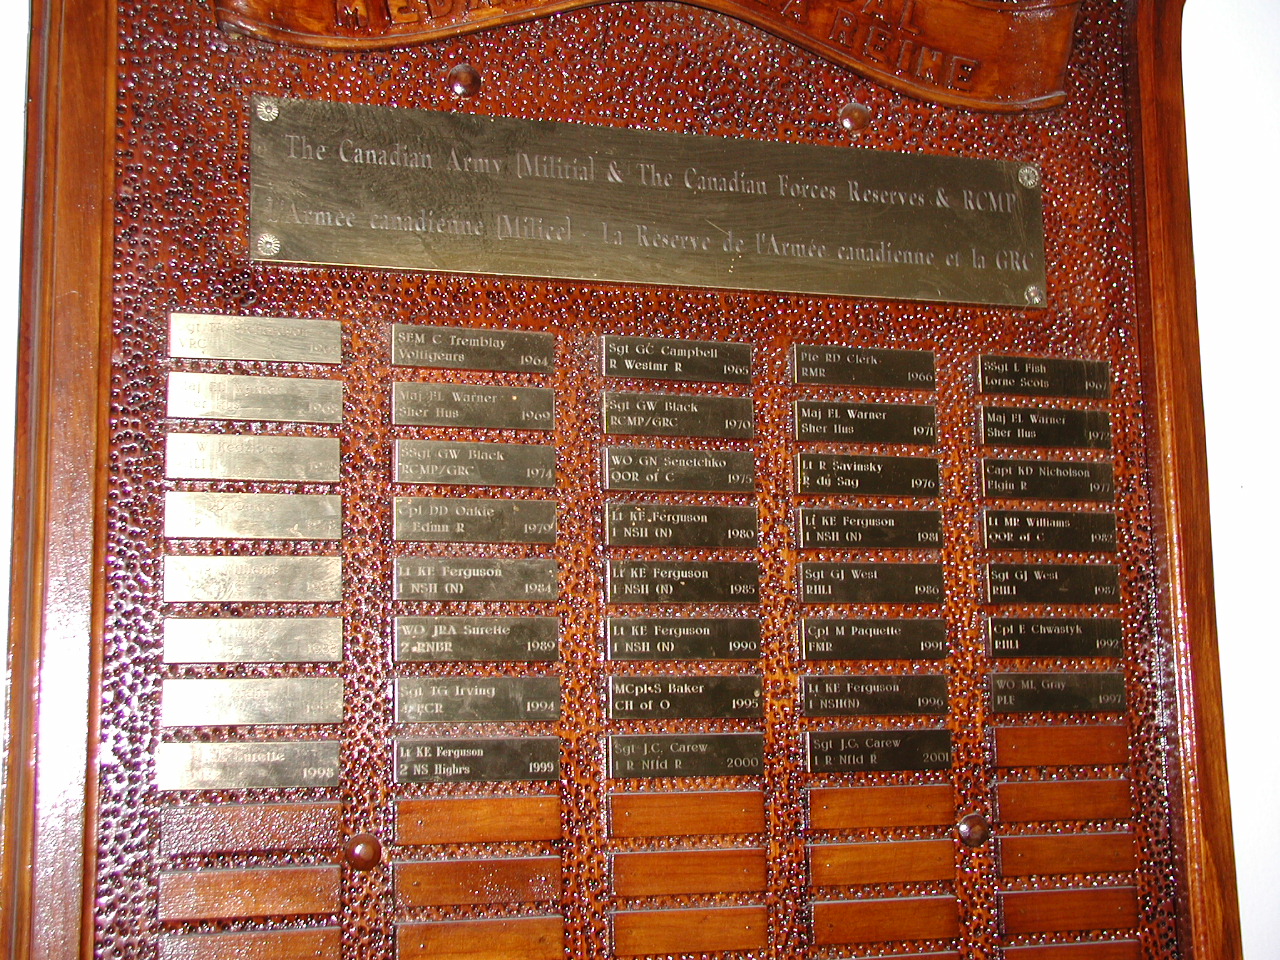 REINE
The Canadian Army [Militia] & The Canadian Forces Reserves & RCMP
L'Armée canadienne [Milice] La Réserve de l'Armée canadienne et la GRC
SEM C Tremblay
Voltigeurs 1964
Sgt GC Campbell
R Westmr R 1965
Pte RD Clerk
RMR 1966
SSgt L Fish
Lorne Scots 1967
Maj FL Warner
Sher Hus 1969
Sgt GW Black
RCMP/GRC 1970
Maj FL Warner
Sher Hus 1971
Maj FL Warner
Sher Hus 1972
SSgt GW Black
RCMP/GRC 1974
WO GN Senetchko
QOR of C 1975
Lt R Savinsky
R du Sag 1976
Capt KD Nicholson
Elgin R 1977
Cpl DD Oakie
L Edmn R 1979
Lt KE Ferguson
1 NSH (N) 1980
Lt KE Ferguson
1 NSH (N) 1981
Lt MP Williams
QOR of C 1982
Lt KE Ferguson
1 NSH (N) 1984
Lt KE Ferguson
1 NSH (N) 1985
Sgt GJ West
RHLI 1986
Sgt GJ West
RHLI 1987
WO JRA Surette
2 RNBR 1989
Lt KE Ferguson
1 NSH (N) 1990
Cpl M Paquette
FMR 1991
Cpl E Chwastyk
RHLI 1992
Sgt TG Irving
PPCR 1994
MCpl S Baker
CH of O 1995
Lt KE Ferguson
1 NSH(N) 1996
WO ML Gray
PLF 1997
Surette
1998
Lt KE Ferguson
2 NS Highrs 1999
Sgt J.C. Carew
1 R Nfld R 2000
Sgt J.C. Carew
1 R Nfld R 2001